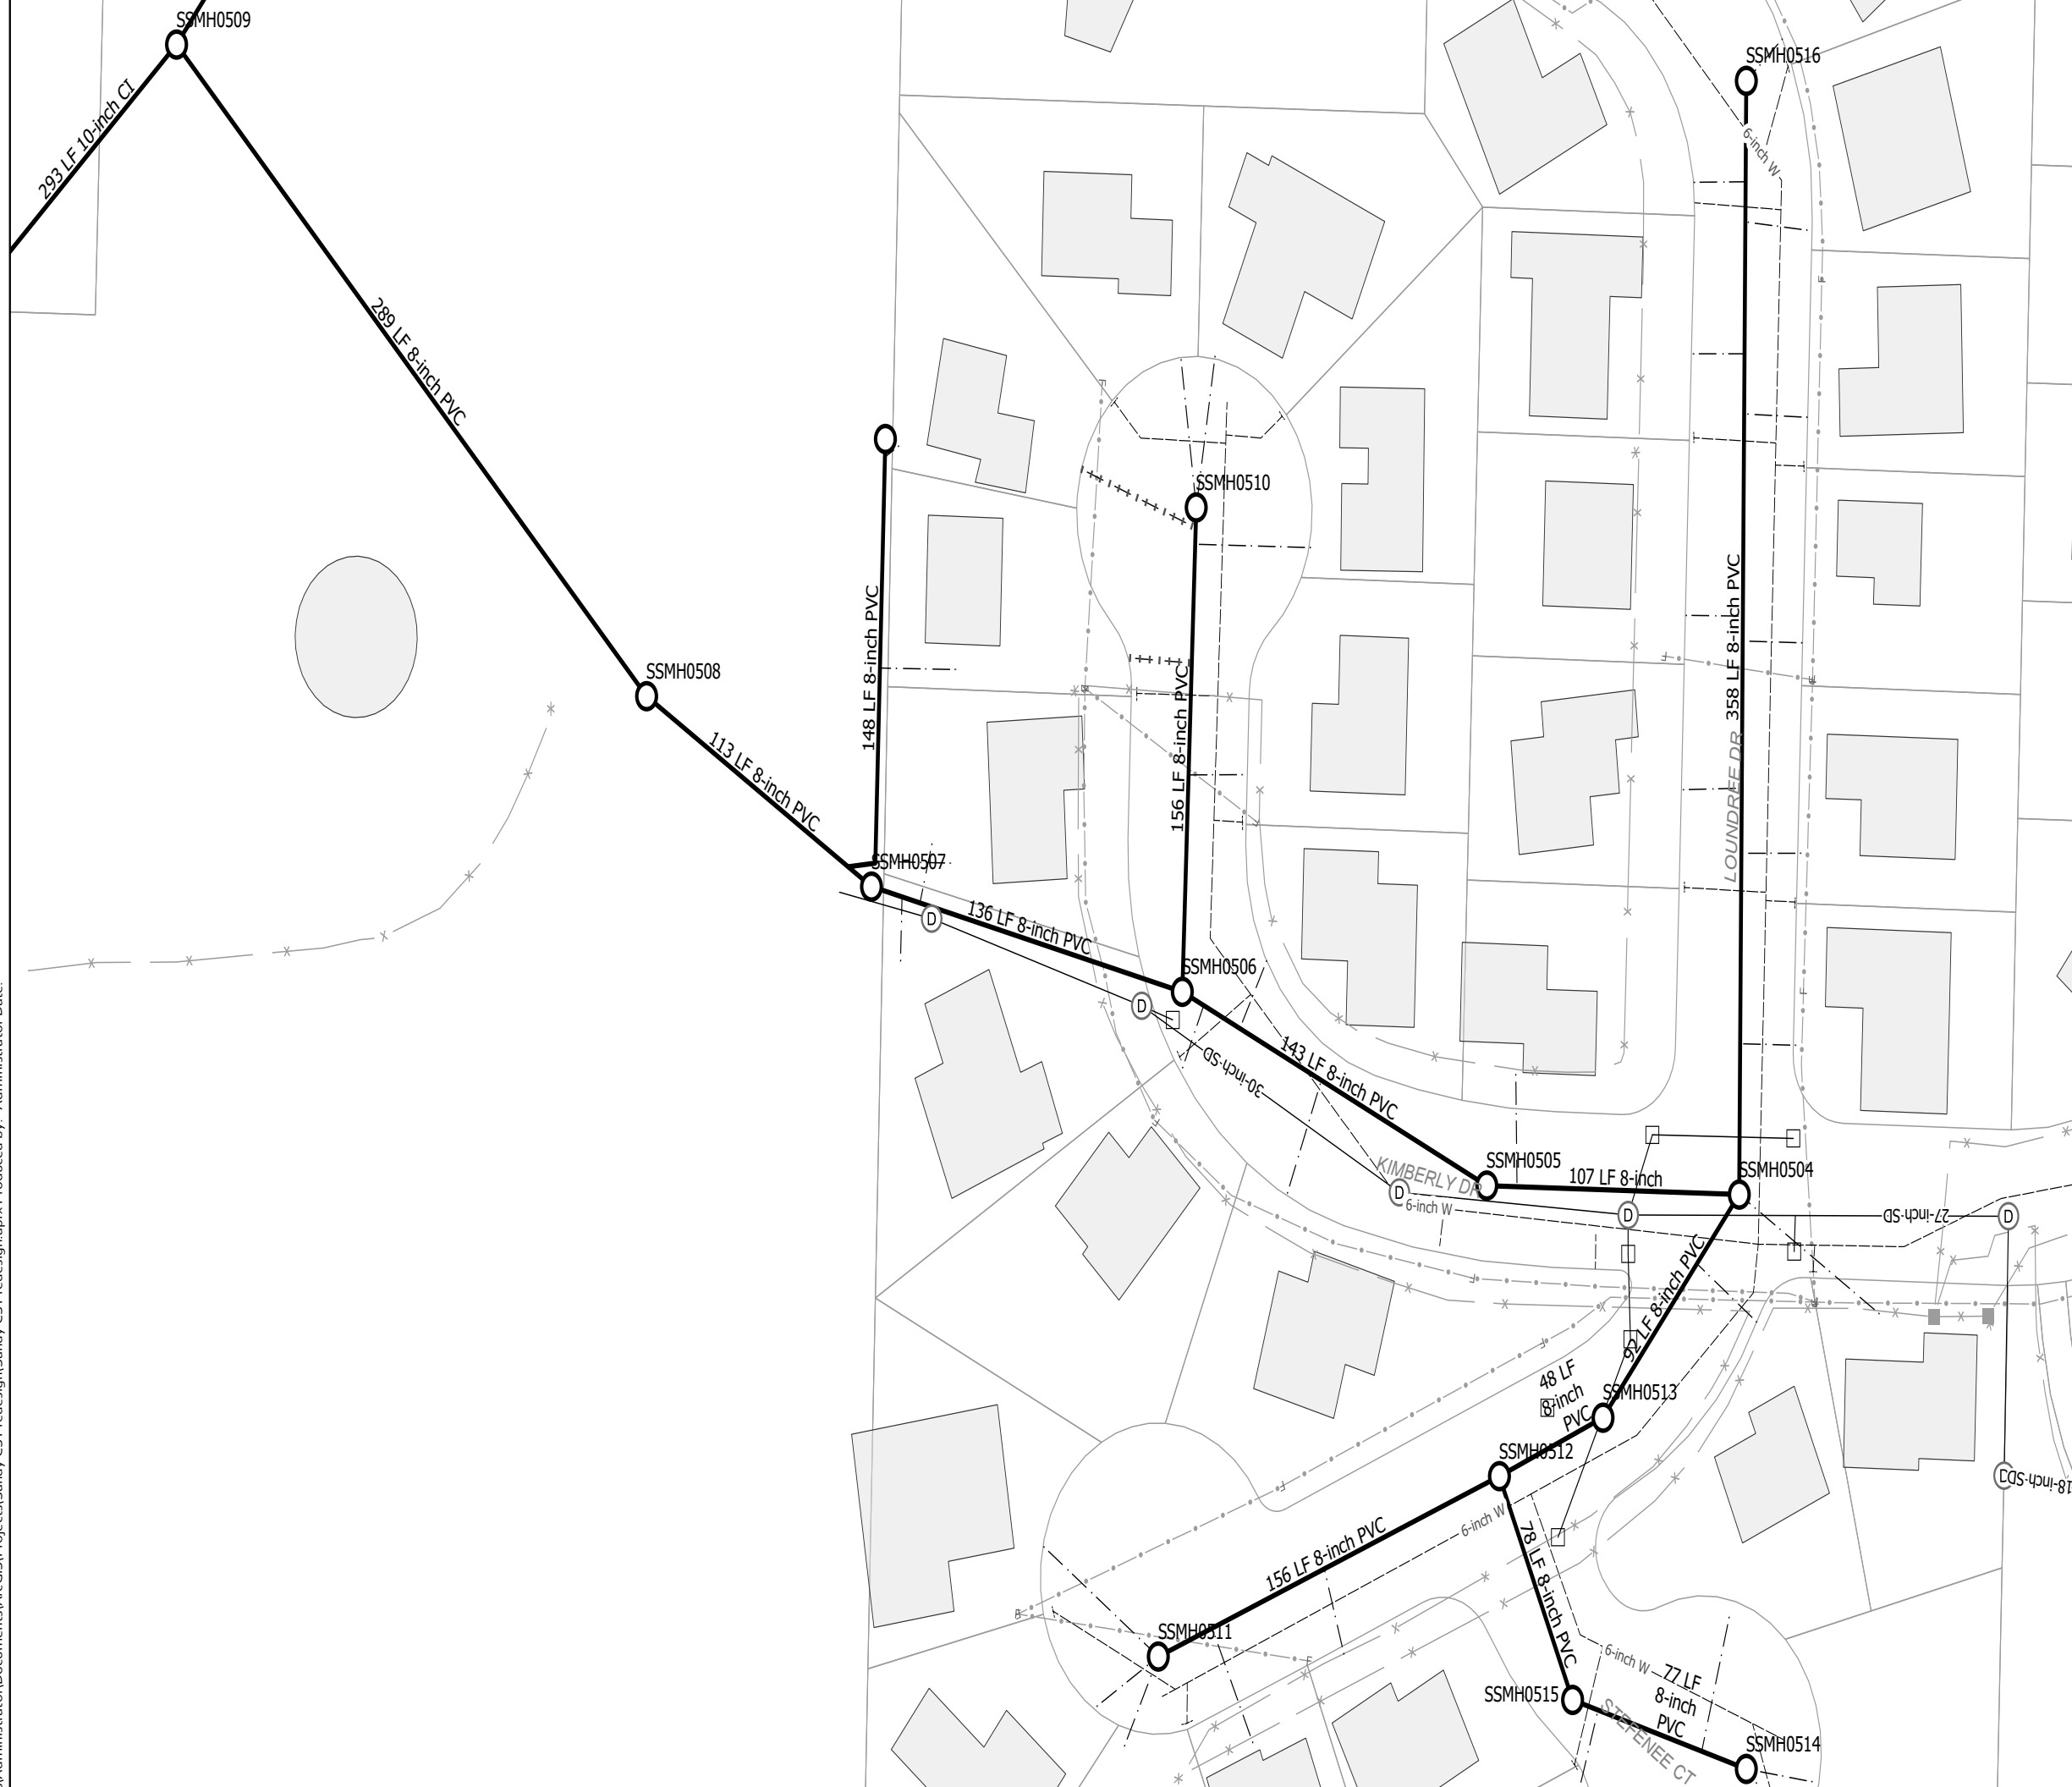 SSMH0509
SSMH0516
293 LF 10-inch CI
6-inch W
289 LF 8-inch PVC
SSMH0510
148 LF 8-inch PVC
358 LF 8-inch PVC
SSMH0508
156 LF 8-inch PVC
113 LF 8-inch PVC
LOUNDREE DR
SSMH0507
D
136 LF 8-inch PVC
SSMH0506
D
30-inch-SD
143 LF 8-inch PVC
KIMBERLY DR
SSMH0505
107 LF 8-inch
SSMH0504
D
6-inch W
D
27-inch-SD
D
92 LF 8-inch PVC
48 LF
8-inch
PVC
SSMH0513
SSMH0512
D
18-inch-SD
6-inch W
156 LF 8-inch PVC
78 LF 8-inch PVC
SSMH0511
6-inch W
77 LF
8-inch
PVC
SSMH0515
STEFENEE CT
SSMH0514